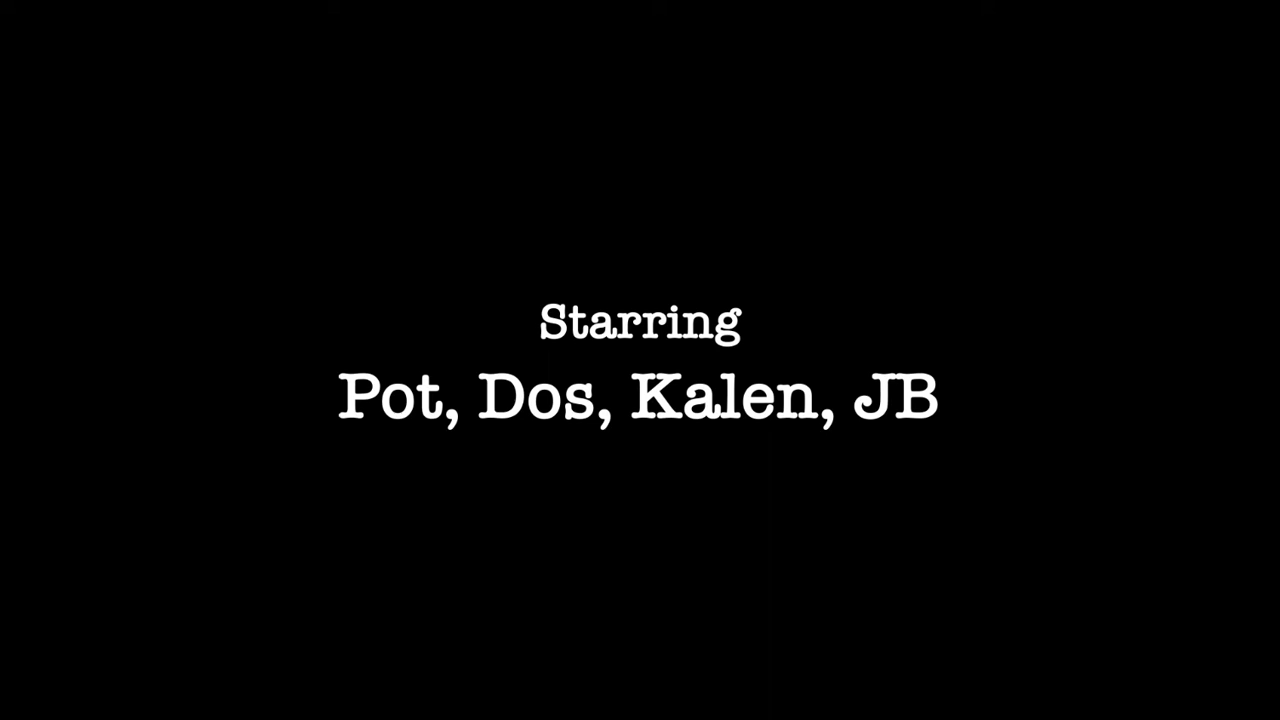 Starring
Pot, Dos, Kalen, JB